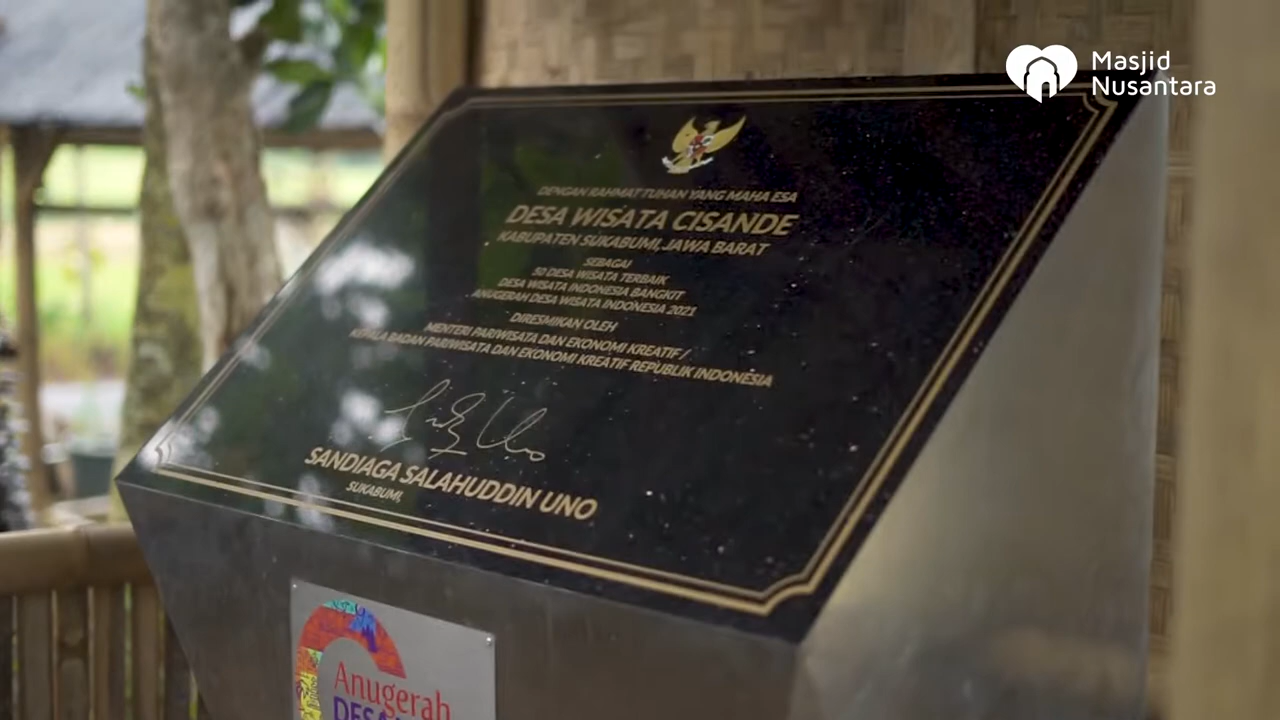 Masjid
Nusantara
DENGAN RAHMAT TUHAN YANG MAHA ESA
DESA WISATA CISANDE
KABUPATEN SUKABUMI, JAWA BARAT
SEBAGAI
50 DESA WISATA TERBAIK
DESA WISATA INDONESIA BANGKIT
ANUGERAH DESA WISATA INDONESIA 2021
DIRESMIKAN OLEH
MENTERI PARIWISATA DAN EKONOMI KREATIF /
KEPALA BADAN PARIWISATA DAN EKONOMI KREATIF REPUBLIK INDONESIA
SANDIAGA SALAHUDDIN UNO
SUKABUMI,
Anugerah
DESA